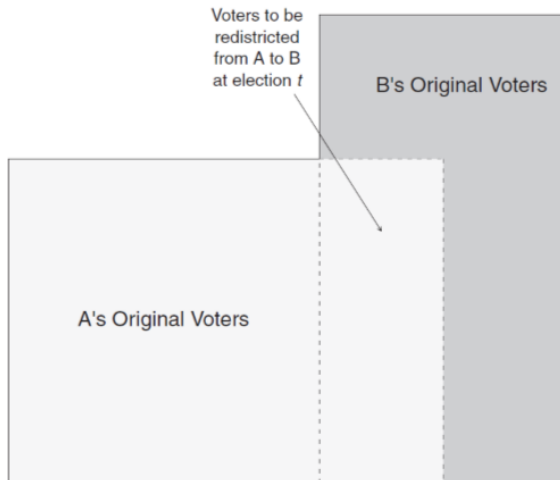 Voters to be
redistricted
from A to B
at election t
B's Original Voters
A's Original Voters